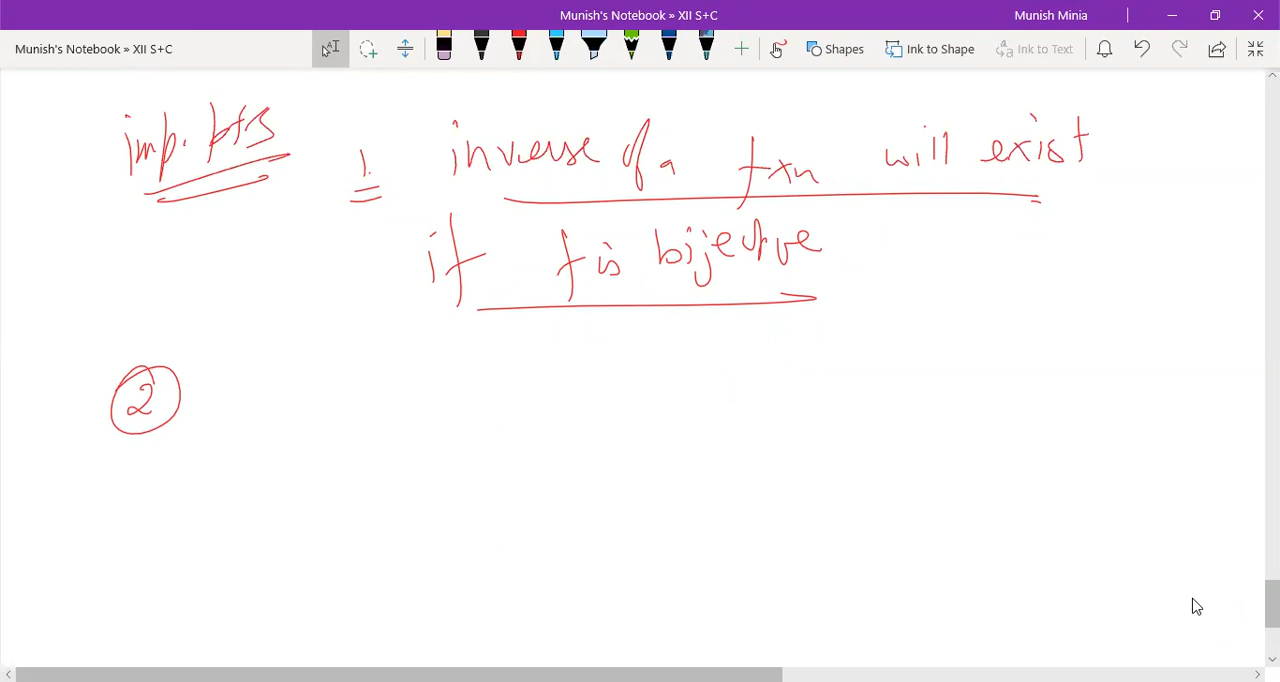 Munish's Notebook » XII S+C
Munish Minia
Munish's Notebook » XII S+C
Shapes
Ink to Shape
Ink to Text
imp. pts
1. inverse of a fxn will exist
if f is bijective
2